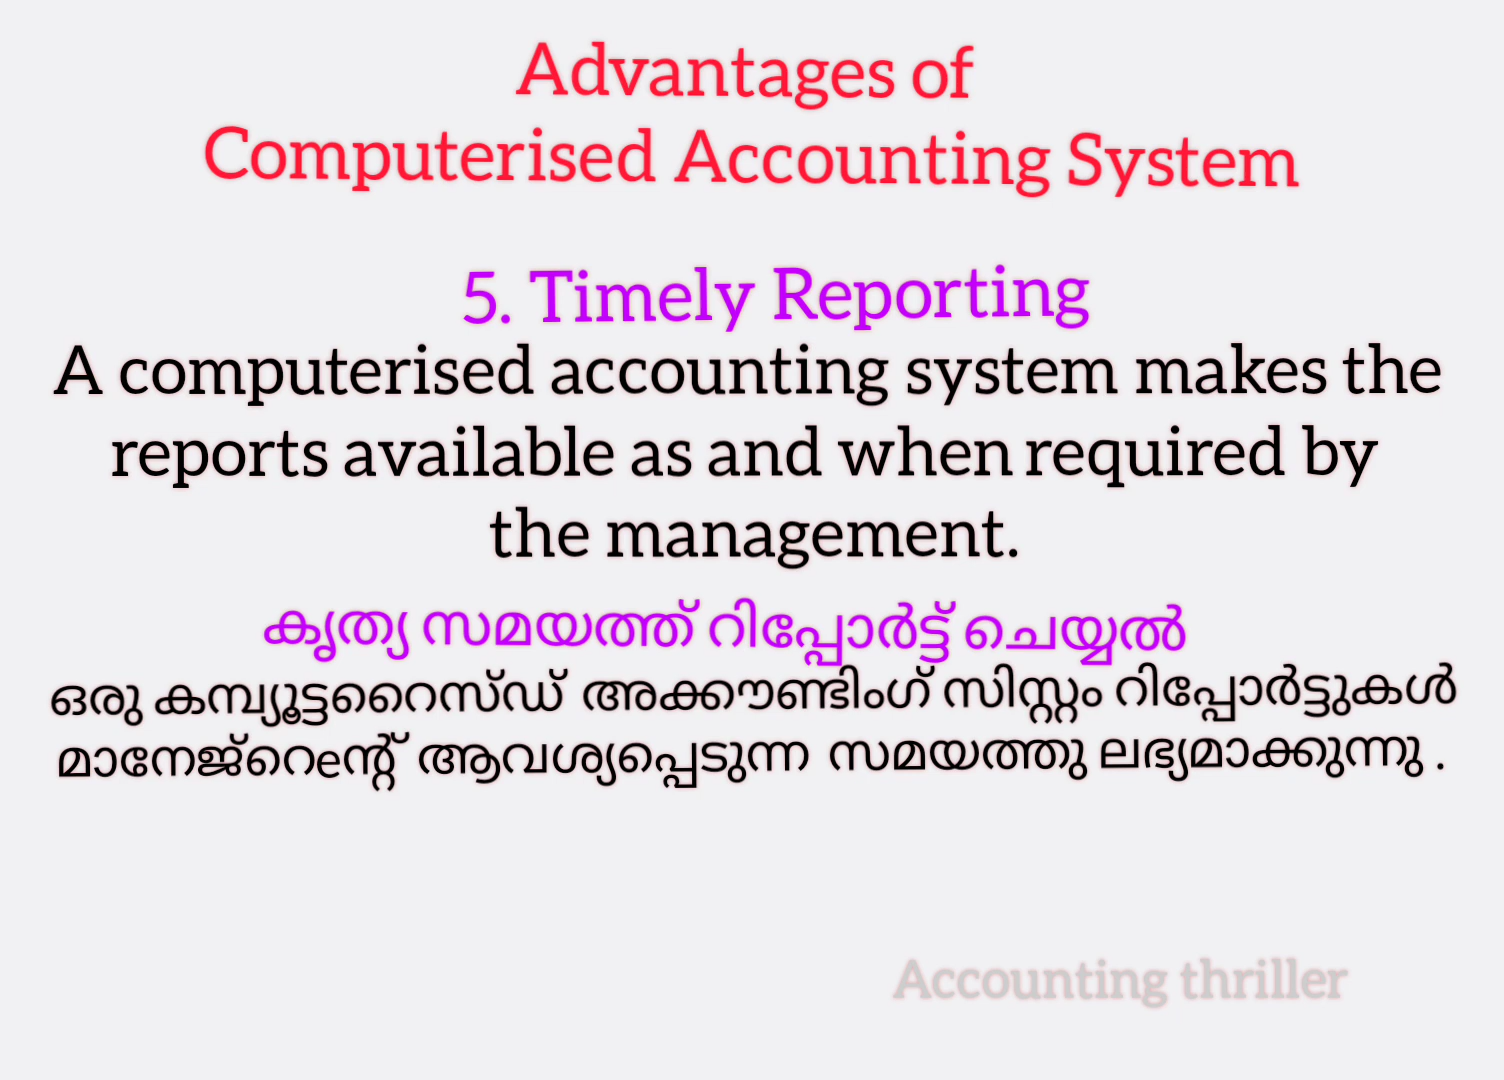 Advantages of
Computerised Accounting System
5. Timely Reporting
A computerised accounting system makes the
reports available as and when required by
the management.
കൃത്യ സമയത്ത് റിപ്പോർട്ട് ചെയ്യൽ
ഒരു കമ്പ്യൂട്ടറൈസ്ഡ് അക്കൗണ്ടിംഗ് സിസ്റ്റം റിപ്പോർട്ടുകൾ
മാനേജ്റെeന്റ് ആവശ്യപ്പെടുന്ന സമയത്തു ലഭ്യമാക്കുന്നു .
Accounting thriller